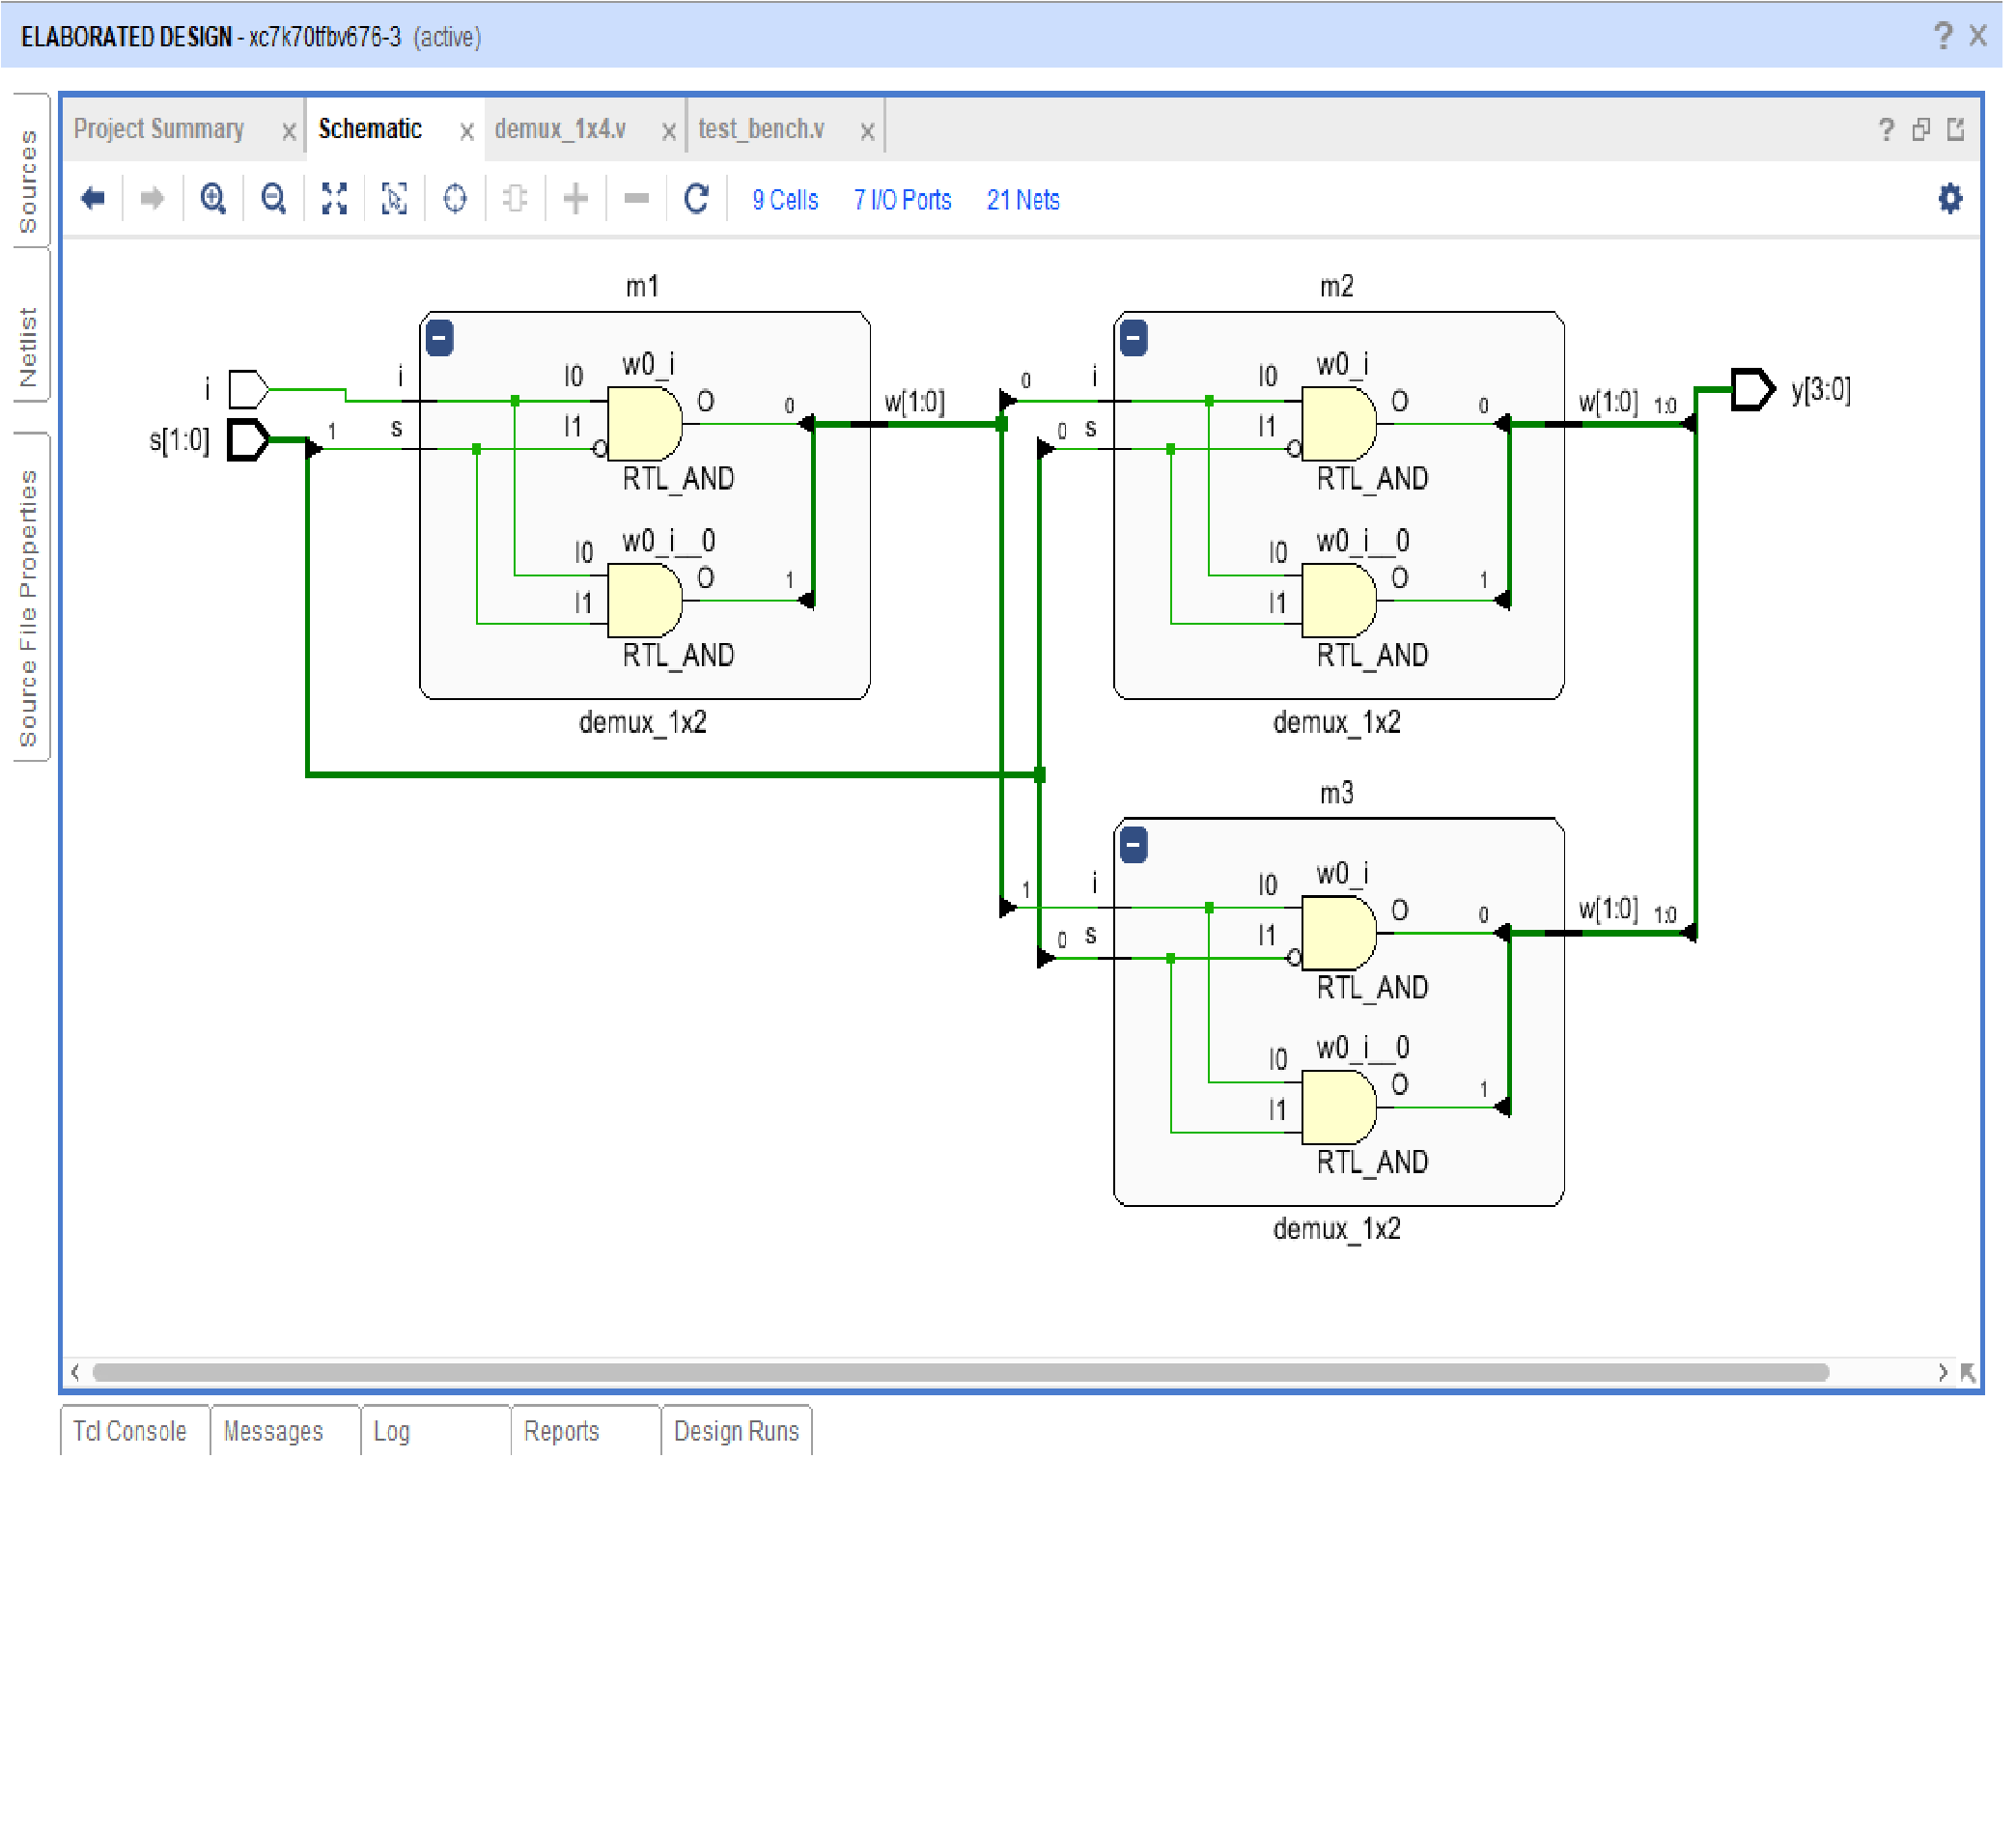 ELABORATED DESIGN - xc7k70tfbv676-3 (active)
Sources
Netlist
Source File Properties
Project Summary
Schematic
demux_1x4.v
test_bench.v
9 Cells
7 I/O Ports
21 Nets
m1
i
s[1:0]
1
i
s
I0
I1
w0_i
O
RTL_AND
0
w[1:0]
I0
I1
w0_i__0
O
RTL_AND
1
demux_1x2
m2
0
i
0
s
I0
I1
w0_i
O
RTL_AND
0
w[1:0]
1:0
y[3:0]
I0
I1
w0_i__0
O
RTL_AND
1
demux_1x2
m3
1
i
0
s
I0
I1
w0_i
O
RTL_AND
0
w[1:0]
1:0
I0
I1
w0_i__0
O
RTL_AND
1
demux_1x2
Tcl Console
Messages
Log
Reports
Design Runs